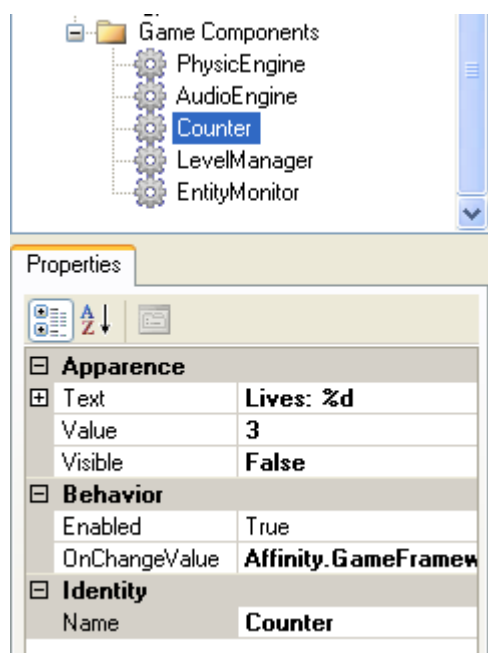 Game Components
PhysicEngine
AudioEngine
Counter
LevelManager
EntityMonitor
Properties
A Z
Apparence
Text Lives: %d
Value 3
Visible False
Behavior
Enabled True
OnChangeValue Affinity.GameFramew
Identity
Name Counter